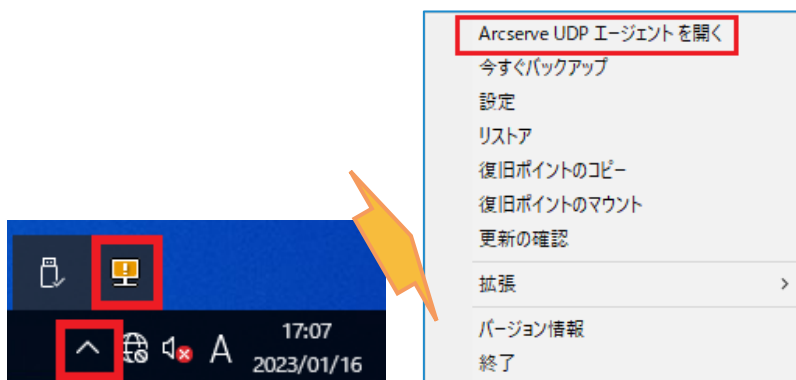 Arcserve UDP エージェント を開く
今すぐバックアップ
設定
リストア
復旧ポイントのコピー
復旧ポイントのマウント
更新の確認
拡張
バージョン情報
終了
A
17:07
2023/01/16